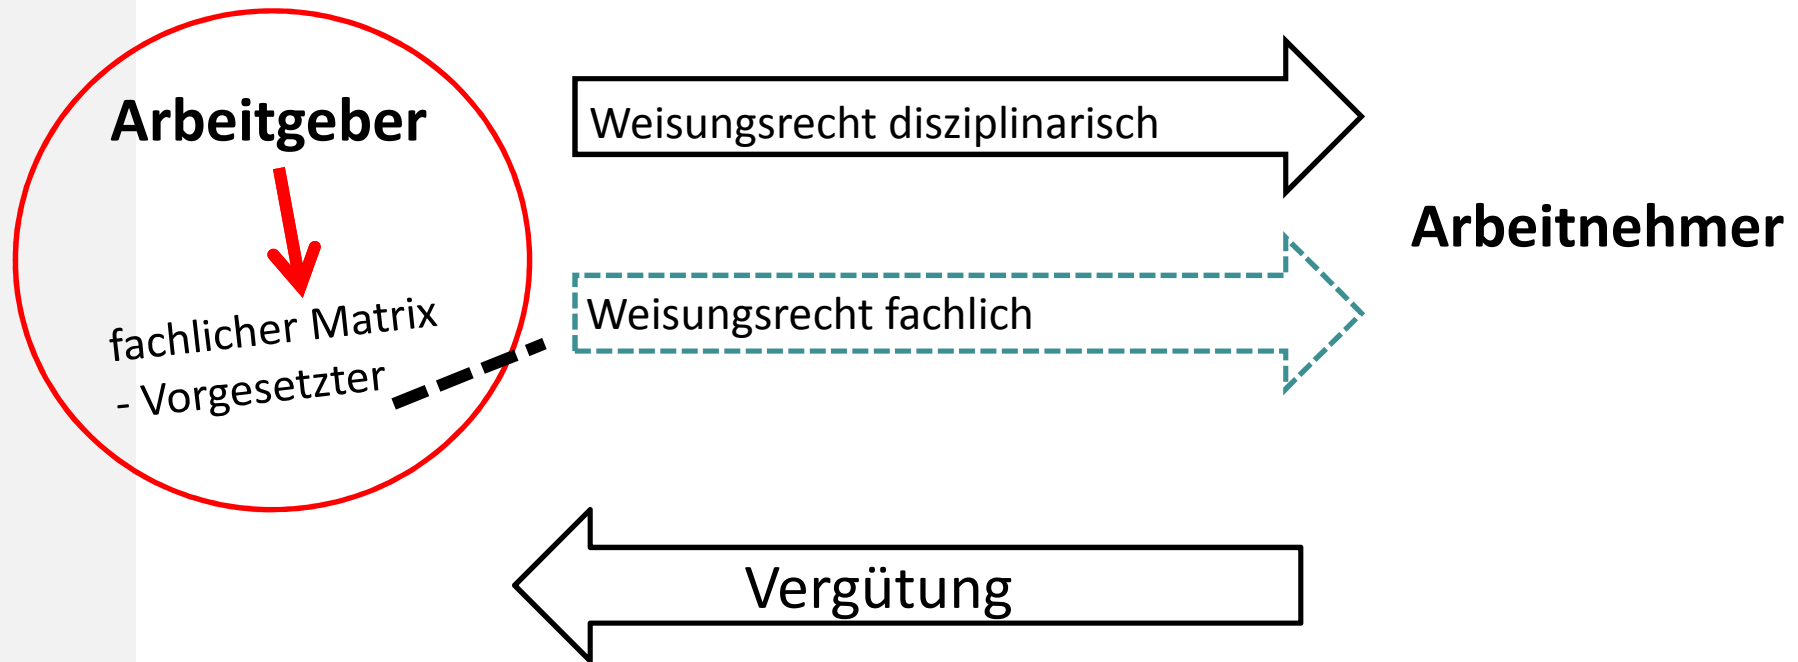 Arbeitgeber
Weisungsrecht disziplinarisch
Arbeitnehmer
fachlicher Matrix
- Vorgesetzter
Weisungsrecht fachlich
Vergütung